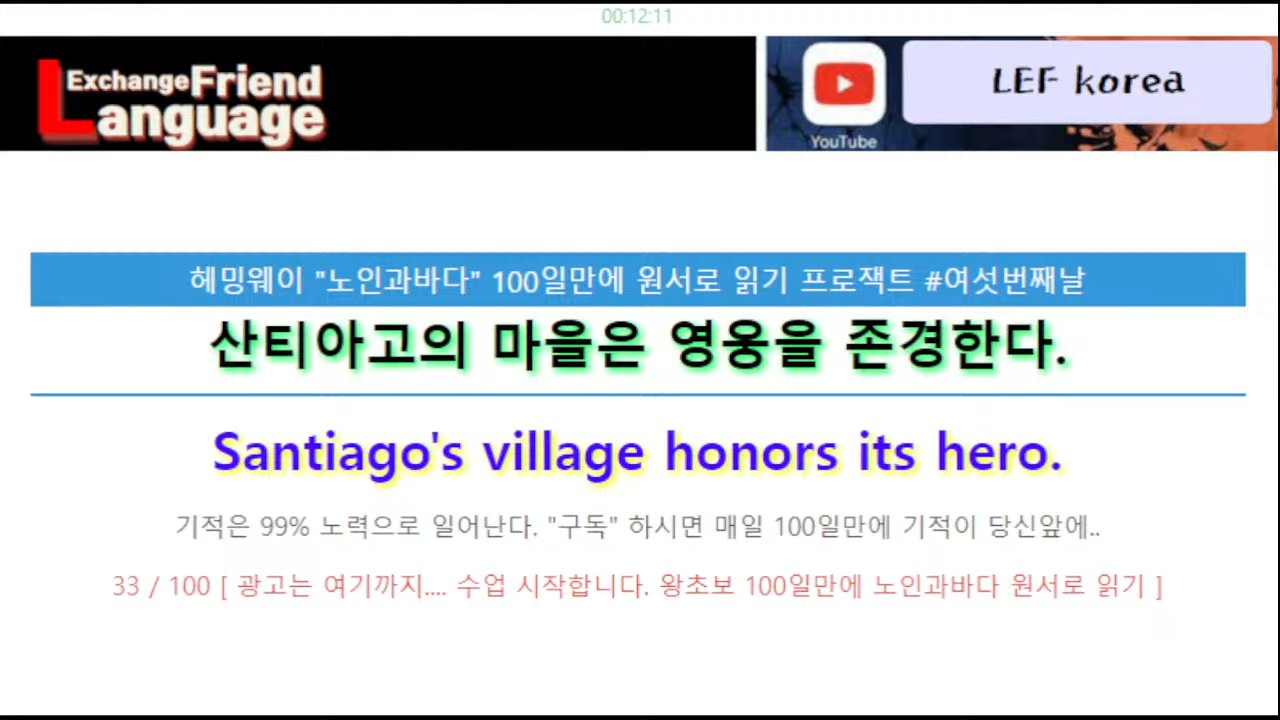 00:12:11
Exchange Friend
Language
YouTube
LEF korea
헤밍웨이 "노인과바다" 100일만에 원서로 읽기 프로잭트 #여섯번째날
산티아고의 마을은 영웅을 존경한다.
Santiago's village honors its hero.
기적은 99% 노력으로 일어난다. "구독" 하시면 매일 100일만에 기적이 당신앞에..
33 / 100 [ 광고는 여기까지.... 수업 시작합니다. 왕초보 100일만에 노인과바다 원서로 읽기 ]